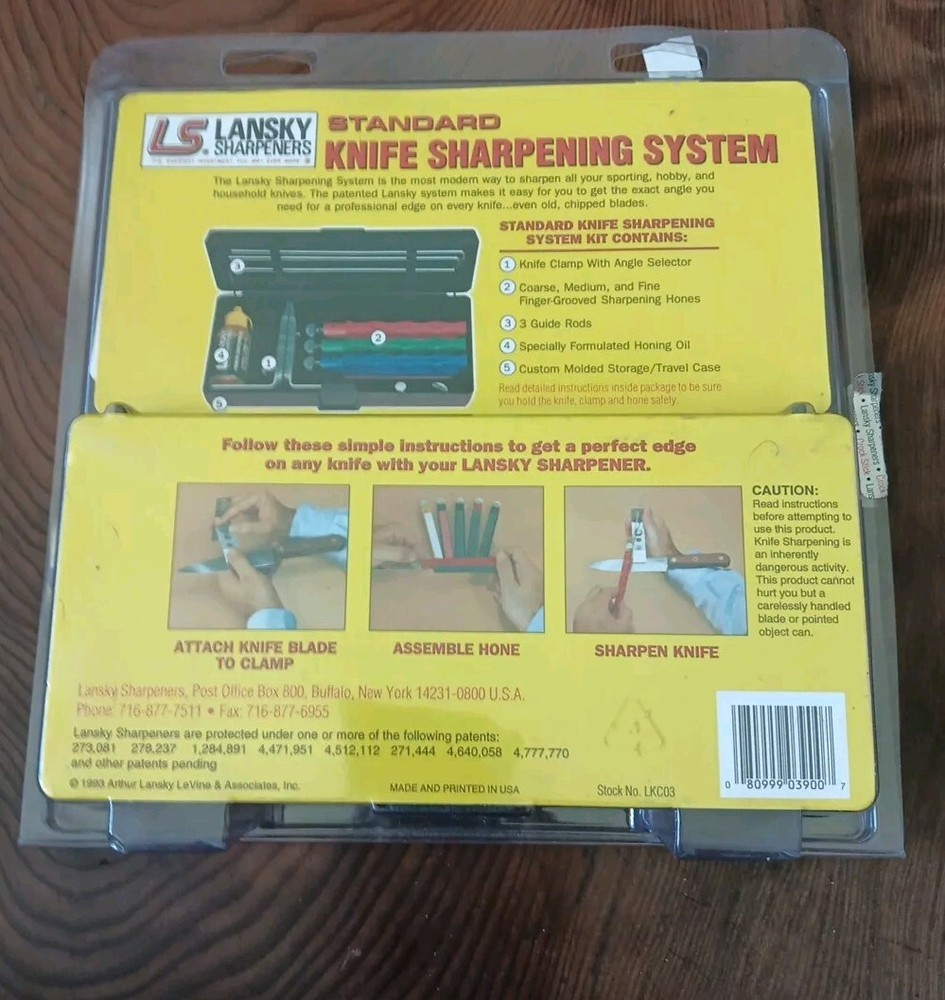 LS. LANSKY
SHARPENERS
STANDARD
KNIFE SHARPENING SYSTEM
The Lansky Sharpening System is the most modern way to sharpen all your sporting, hobby, and
household knives. The patented Lansky system makes it easy for you to get the exact angle you
need for a professional edge on every knife...even old, chipped blades.
STANDARD KNIFE SHARPENING
SYSTEM KIT CONTAINS:
1 Knife Clamp With Angle Selector
2 Coarse, Medium, and Fine
Finger-Grooved Sharpening Hones
3 3 Guide Rods
4 Specially Formulated Honing Oil
5 Custom Molded Storage/Travel Case
Read detailed instructions inside package to be sure
you hold the knife, clamp and hone safely.
3
2
4
1
5
Follow these simple instructions to get a perfect edge
on any knife with your LANSKY SHARPENER.
ATTACH KNIFE BLADE
TO CLAMP
ASSEMBLE HONE
SHARPEN KNIFE
CAUTION:
Read instructions
before attempting to
use this product.
Knife Sharpening is
an inherently
dangerous activity.
This product cannot
hurt you but a
carelessly handled
blade or pointed
object can.
Lansky Sharpeners, Post Office Box 800, Buffalo, New York 14231-0800 U.S.A.
Phone: 716-877-7511 • Fax: 716-877-6955
Lansky Sharpeners are protected under one or more of the following patents:
273,081 278,237 1,284,891 4,471,951 4,512,112 271,444 4,640,058 4,777,770
and other patents pending
© 1993 Arthur Lansky LeVine & Associates, Inc.
MADE AND PRINTED IN USA
Stock No. LKC03
0 80999 03900 7
Lansky Sharpeners •